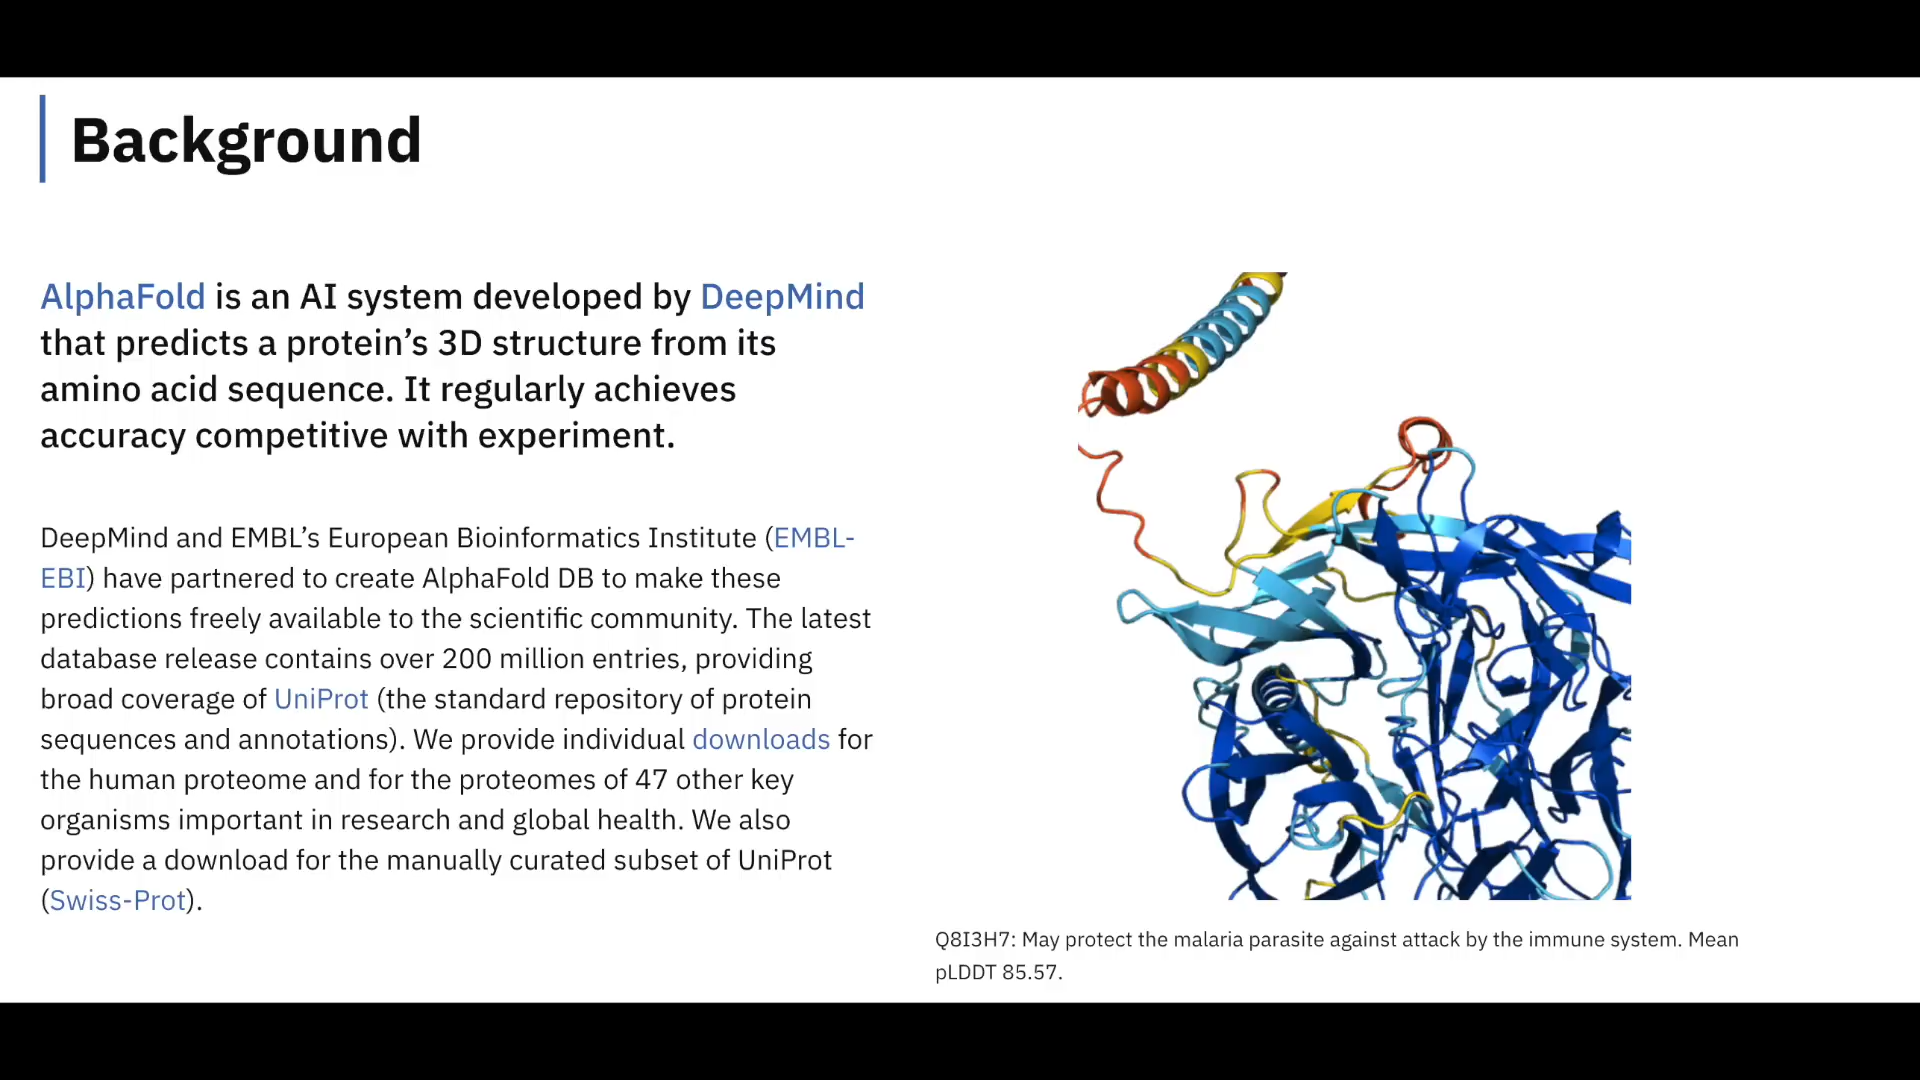 Background
AlphaFold is an AI system developed by DeepMind
that predicts a protein’s 3D structure from its
amino acid sequence. It regularly achieves
accuracy competitive with experiment.
DeepMind and EMBL’s European Bioinformatics Institute (EMBL-
EBI) have partnered to create AlphaFold DB to make these
predictions freely available to the scientific community. The latest
database release contains over 200 million entries, providing
broad coverage of UniProt (the standard repository of protein
sequences and annotations). We provide individual downloads for
the human proteome and for the proteomes of 47 other key
organisms important in research and global health. We also
provide a download for the manually curated subset of UniProt
(Swiss-Prot).
Q8I3H7: May protect the malaria parasite against attack by the immune system. Mean
pLDDT 85.57.